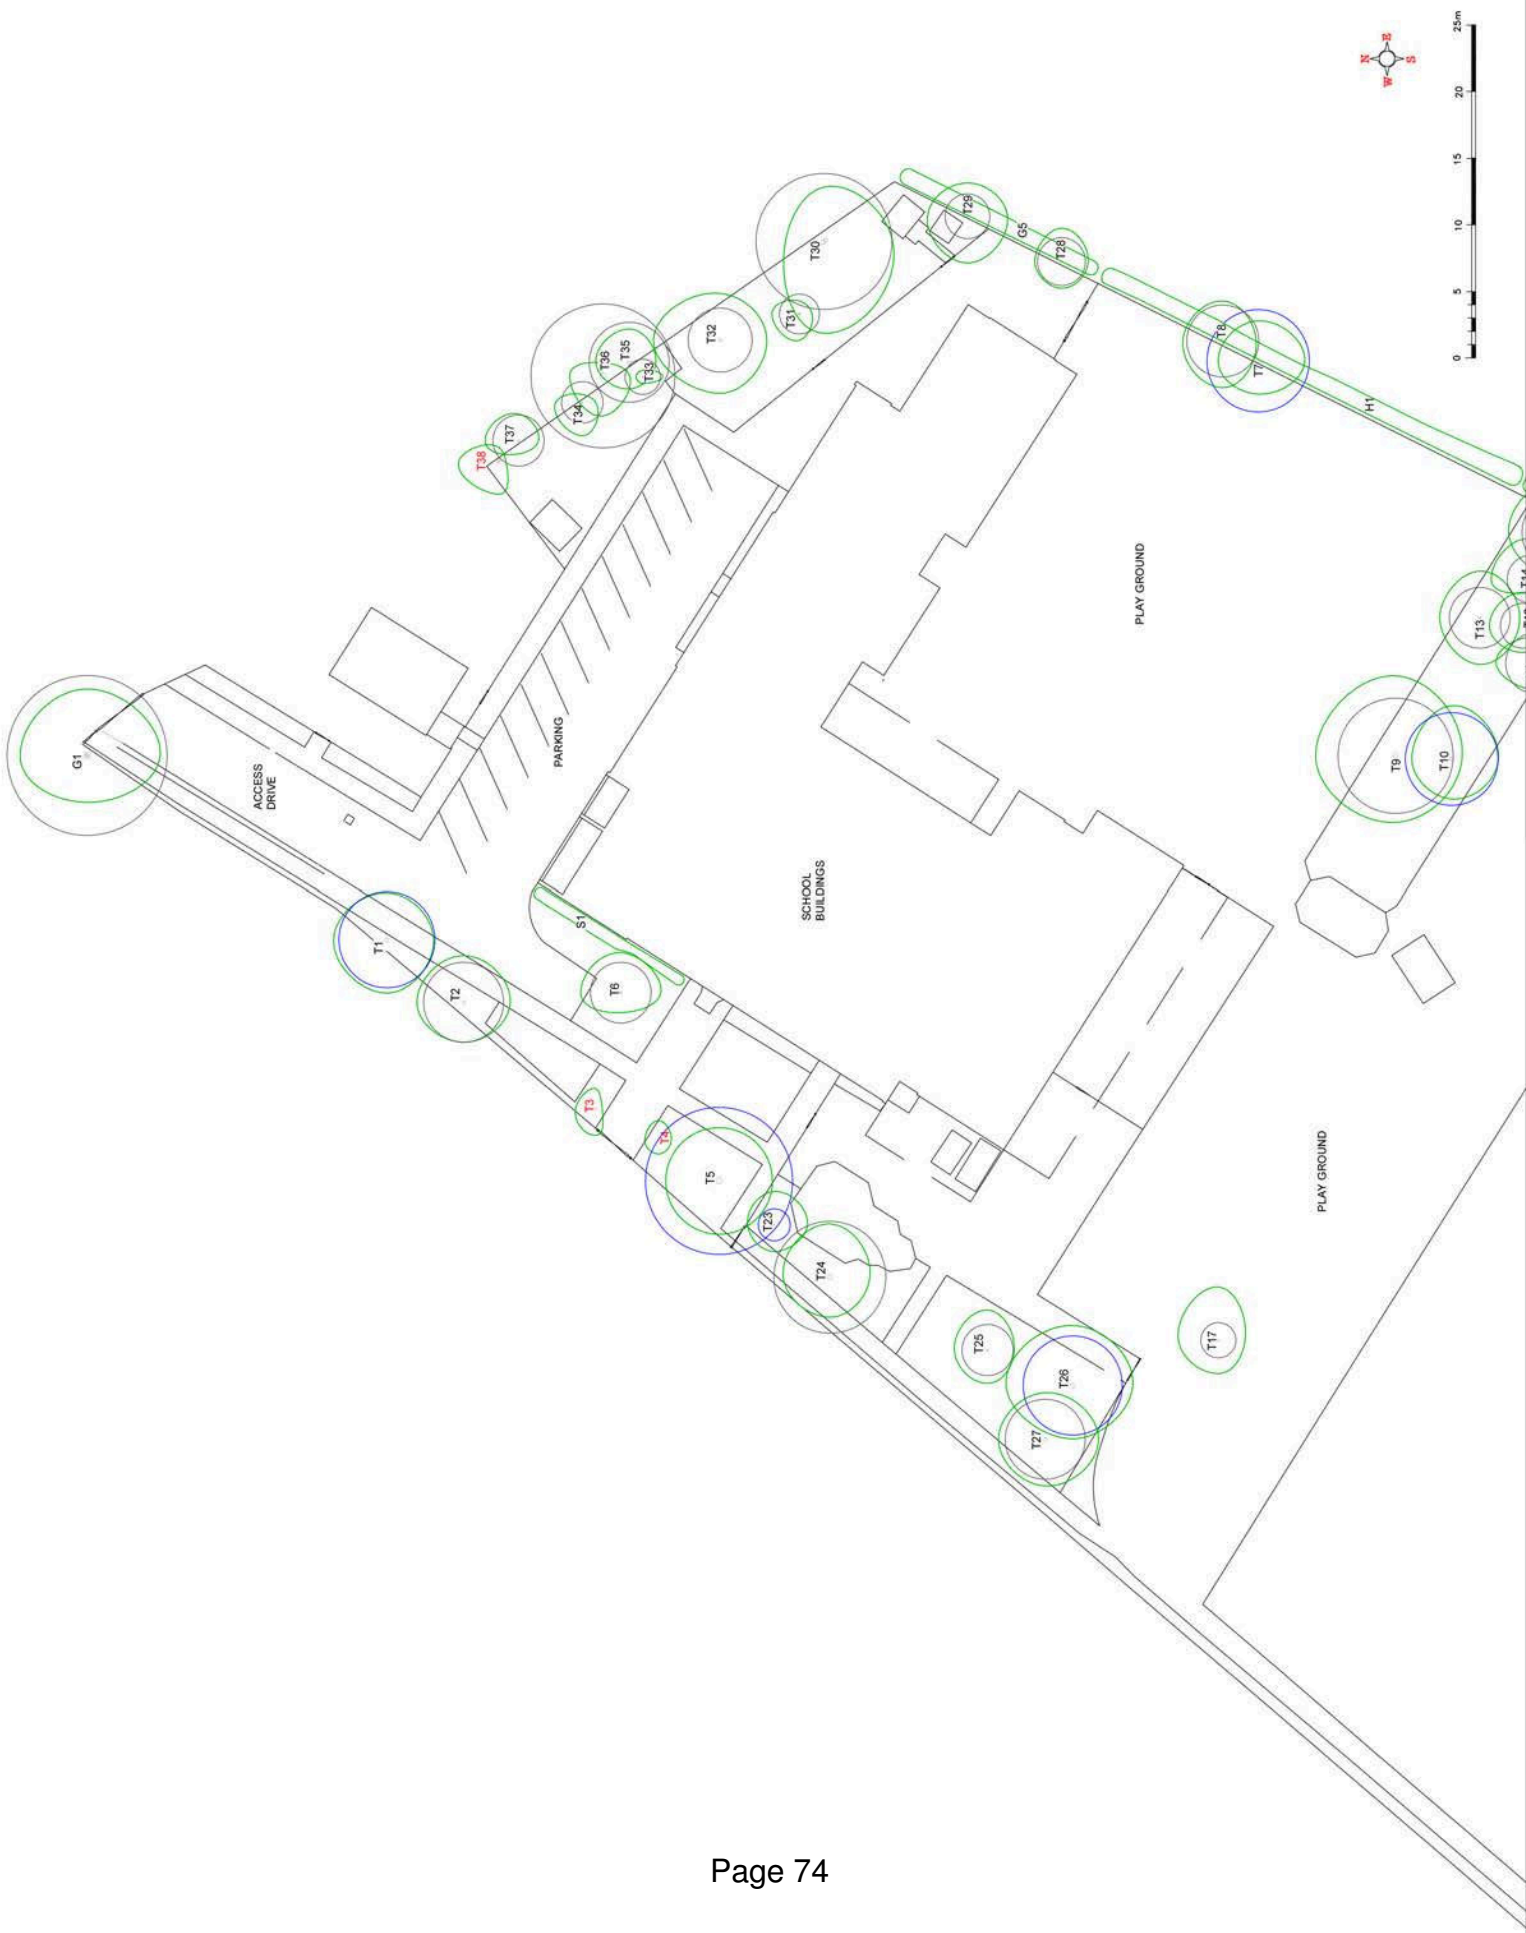 25m
20
15
10
5
0
N
E
S
W
T29
G5
T28
T30
T31
T32
T36
T35
T33
T34
T37
T38
T8
T7
H1
G1
ACCESS
DRIVE
PARKING
PLAY GROUND
T13
T9
T10
T1
T2
S1
T6
SCHOOL
BUILDINGS
T3
T4
T5
T23
T24
T25
T26
T27
T17
PLAY GROUND
Page 74